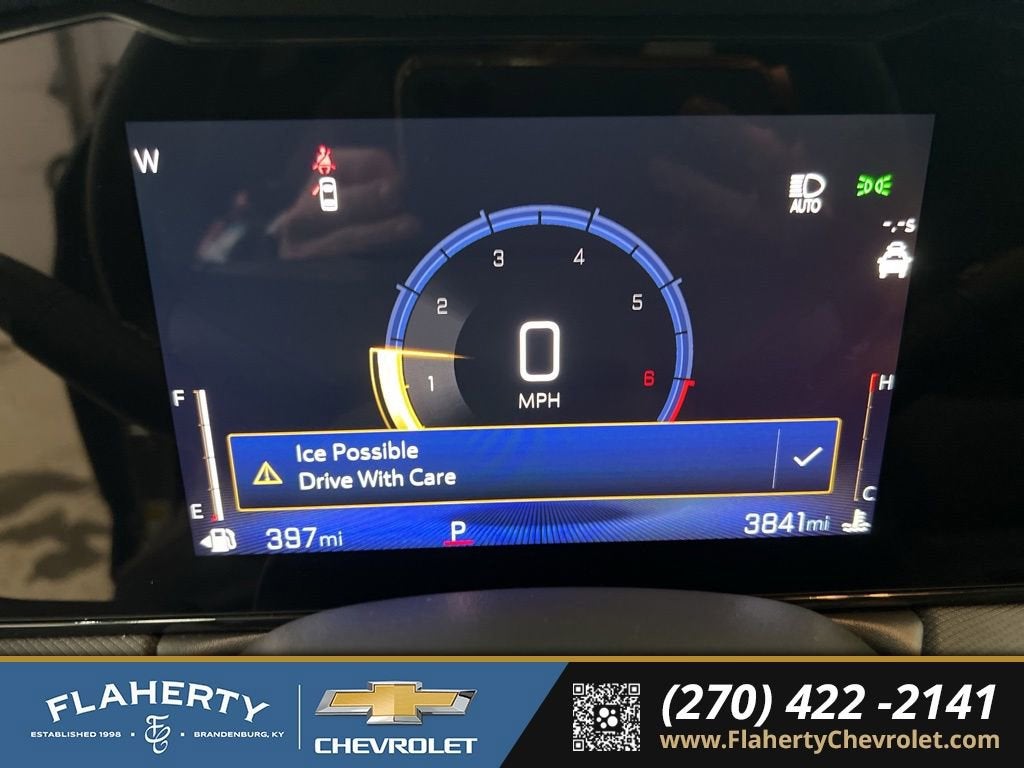 W
AUTO
-.-s
3
4
2
5
1
6
0
MPH
F
H
Ice Possible
Drive With Care
E
C
397mi
P
3841mi
FLAHERTY
ESTABLISHED 1998 • BRANDENBURG, KY
CHEVROLET
(270) 422 -2141
www.FlahertyChevrolet.com